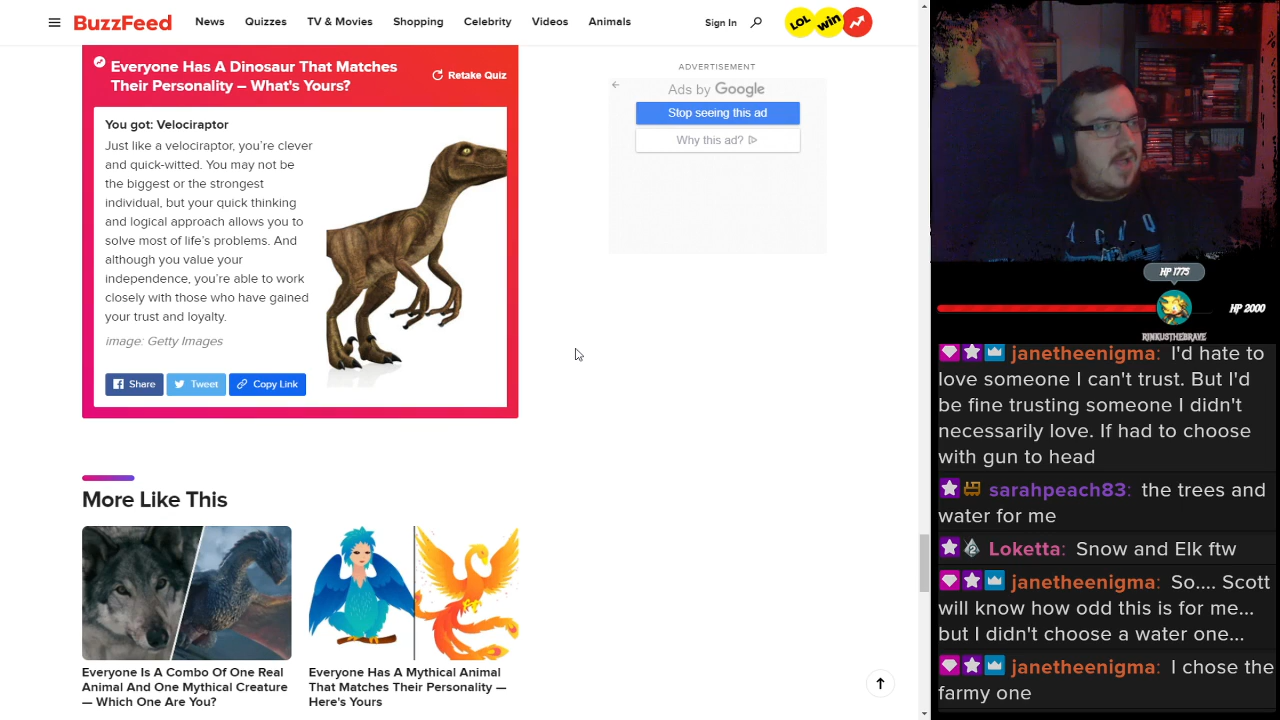 BuzzFeed
News
Quizzes
TV & Movies
Shopping
Celebrity
Videos
Animals
Sign In
LOL
win
Everyone Has A Dinosaur That Matches
Their Personality – What's Yours?
Retake Quiz
You got: Velociraptor
Just like a velociraptor, you’re clever
and quick-witted. You may not be
the biggest or the strongest
individual, but your quick thinking
and logical approach allows you to
solve most of life’s problems. And
although you value your
independence, you’re able to work
closely with those who have gained
your trust and loyalty.
image: Getty Images
Share
Tweet
Copy Link
ADVERTISEMENT
Ads by Google
Stop seeing this ad
Why this ad?
More Like This
Everyone Is A Combo Of One Real
Animal And One Mythical Creature
— Which One Are You?
Everyone Has A Mythical Animal
That Matches Their Personality —
Here's Yours
HP 1775
HP 2000
RINKUSTHEBRAVE
janetheenigma: I'd hate to
love someone I can't trust. But I'd
be fine trusting someone I didn't
necessarily love. If had to choose
with gun to head
sarahpeach83: the trees and
water for me
2 Loketta: Snow and Elk ftw
janetheenigma: So.... Scott
will know how odd this is for me...
but I didn't choose a water one...
janetheenigma: I chose the
farmy one